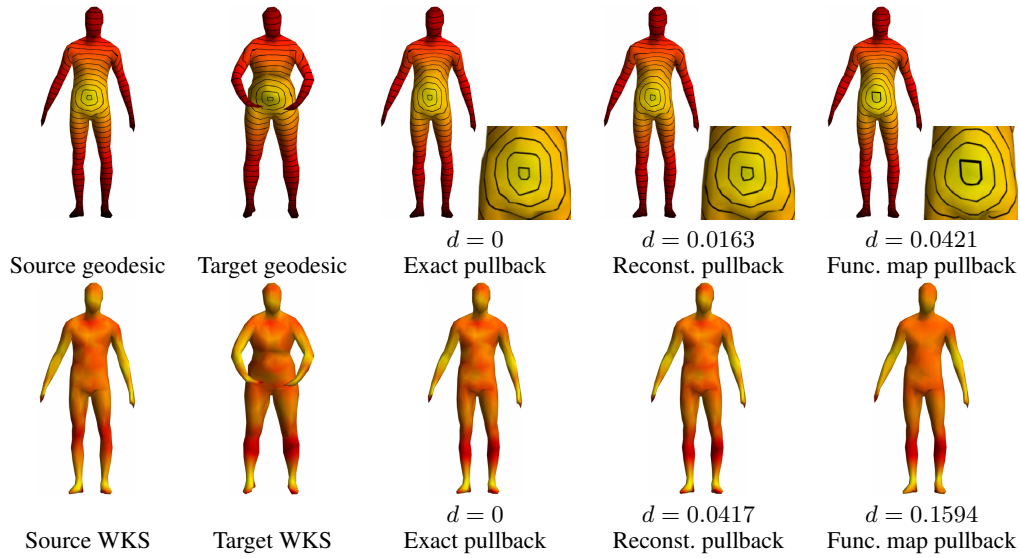 d = 0 d = 0.0163 d = 0.0421
Source geodesic Target geodesic Exact pullback Reconst. pullback Func. map pullback
d = 0 d = 0.0417 d = 0.1594
Source WKS Target WKS Exact pullback Reconst. pullback Func. map pullback